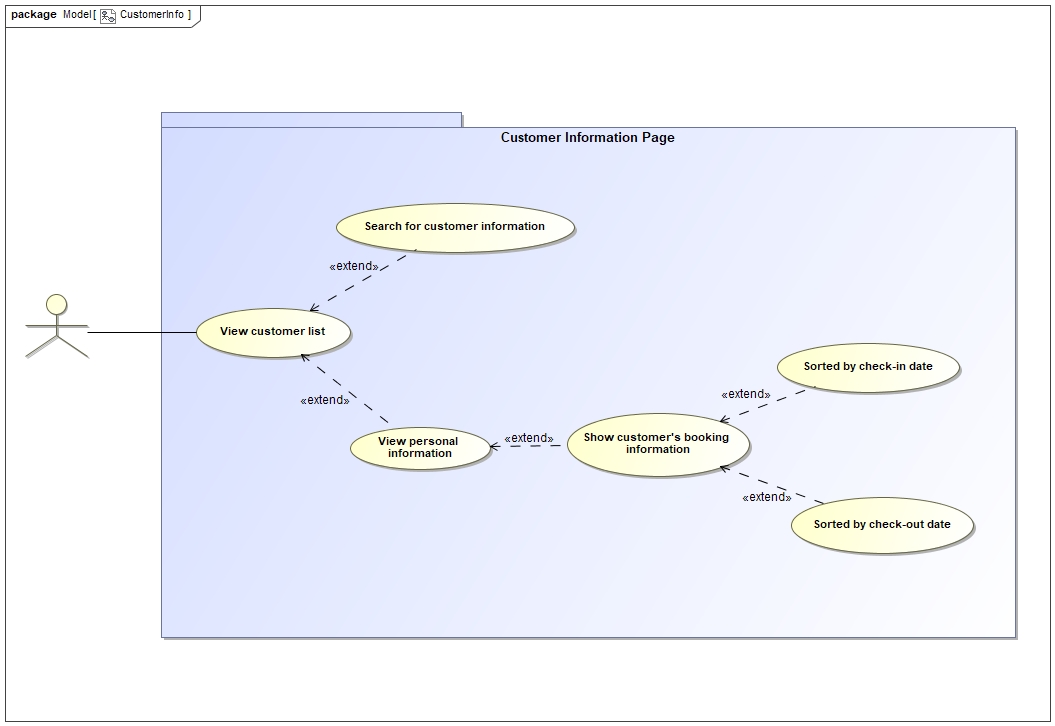 package Model[ CustomerInfo ]
Customer Information Page
Search for customer information
«extend»
View customer list
«extend»
View personal
information
«extend»
Show customer's booking
information
«extend»
Sorted by check-in date
«extend»
Sorted by check-out date